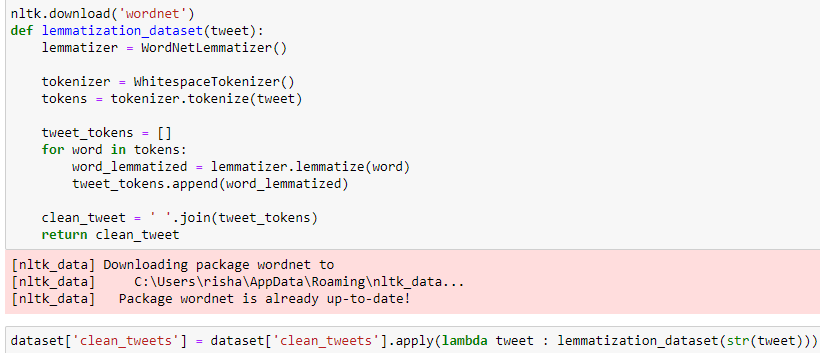 nltk.download('wordnet')
def lemmatization_dataset(tweet):
    lemmatizer = WordNetLemmatizer()

    tokenizer = WhitespaceTokenizer()
    tokens = tokenizer.tokenize(tweet)

    tweet_tokens = []
    for word in tokens:
        word_lemmatized = lemmatizer.lemmatize(word)
        tweet_tokens.append(word_lemmatized)

    clean_tweet = ' '.join(tweet_tokens)
    return clean_tweet
[nltk_data] Downloading package wordnet to
[nltk_data]     C:\Users\risha\AppData\Roaming\nltk_data...
[nltk_data]   Package wordnet is already up-to-date!
dataset['clean_tweets'] = dataset['clean_tweets'].apply(lambda tweet : lemmatization_dataset(str(tweet)))